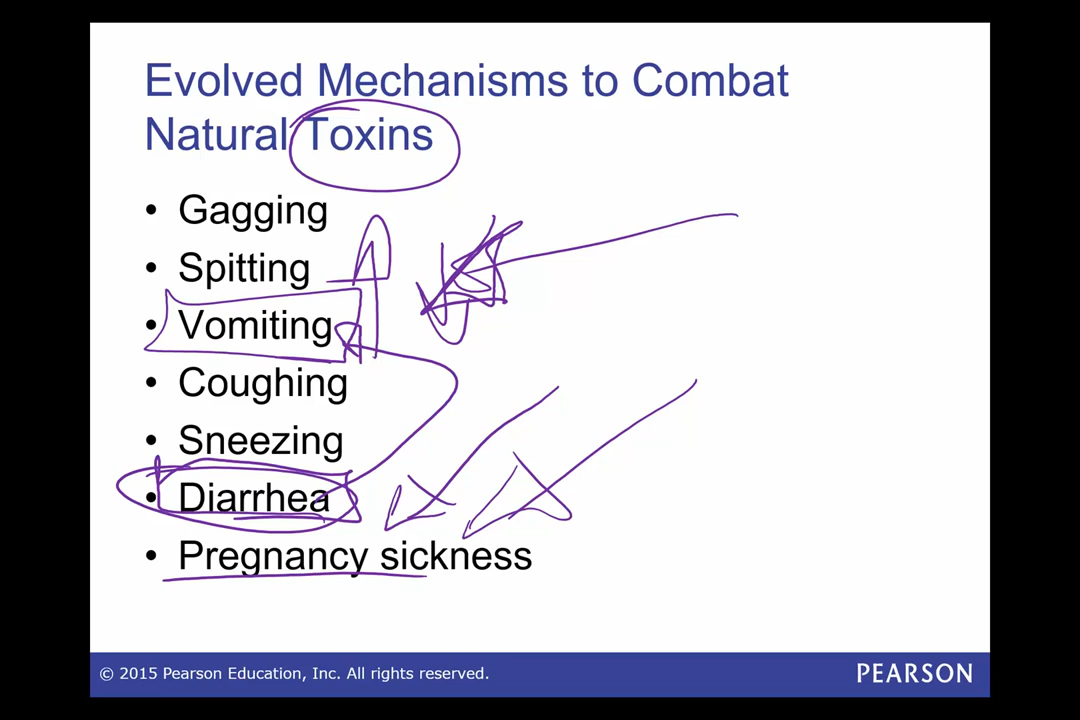 Evolved Mechanisms to Combat
Natural Toxins
• Gagging
• Spitting
• Vomiting
• Coughing
• Sneezing
• Diarrhea
• Pregnancy sickness
© 2015 Pearson Education, Inc. All rights reserved.
PEARSON